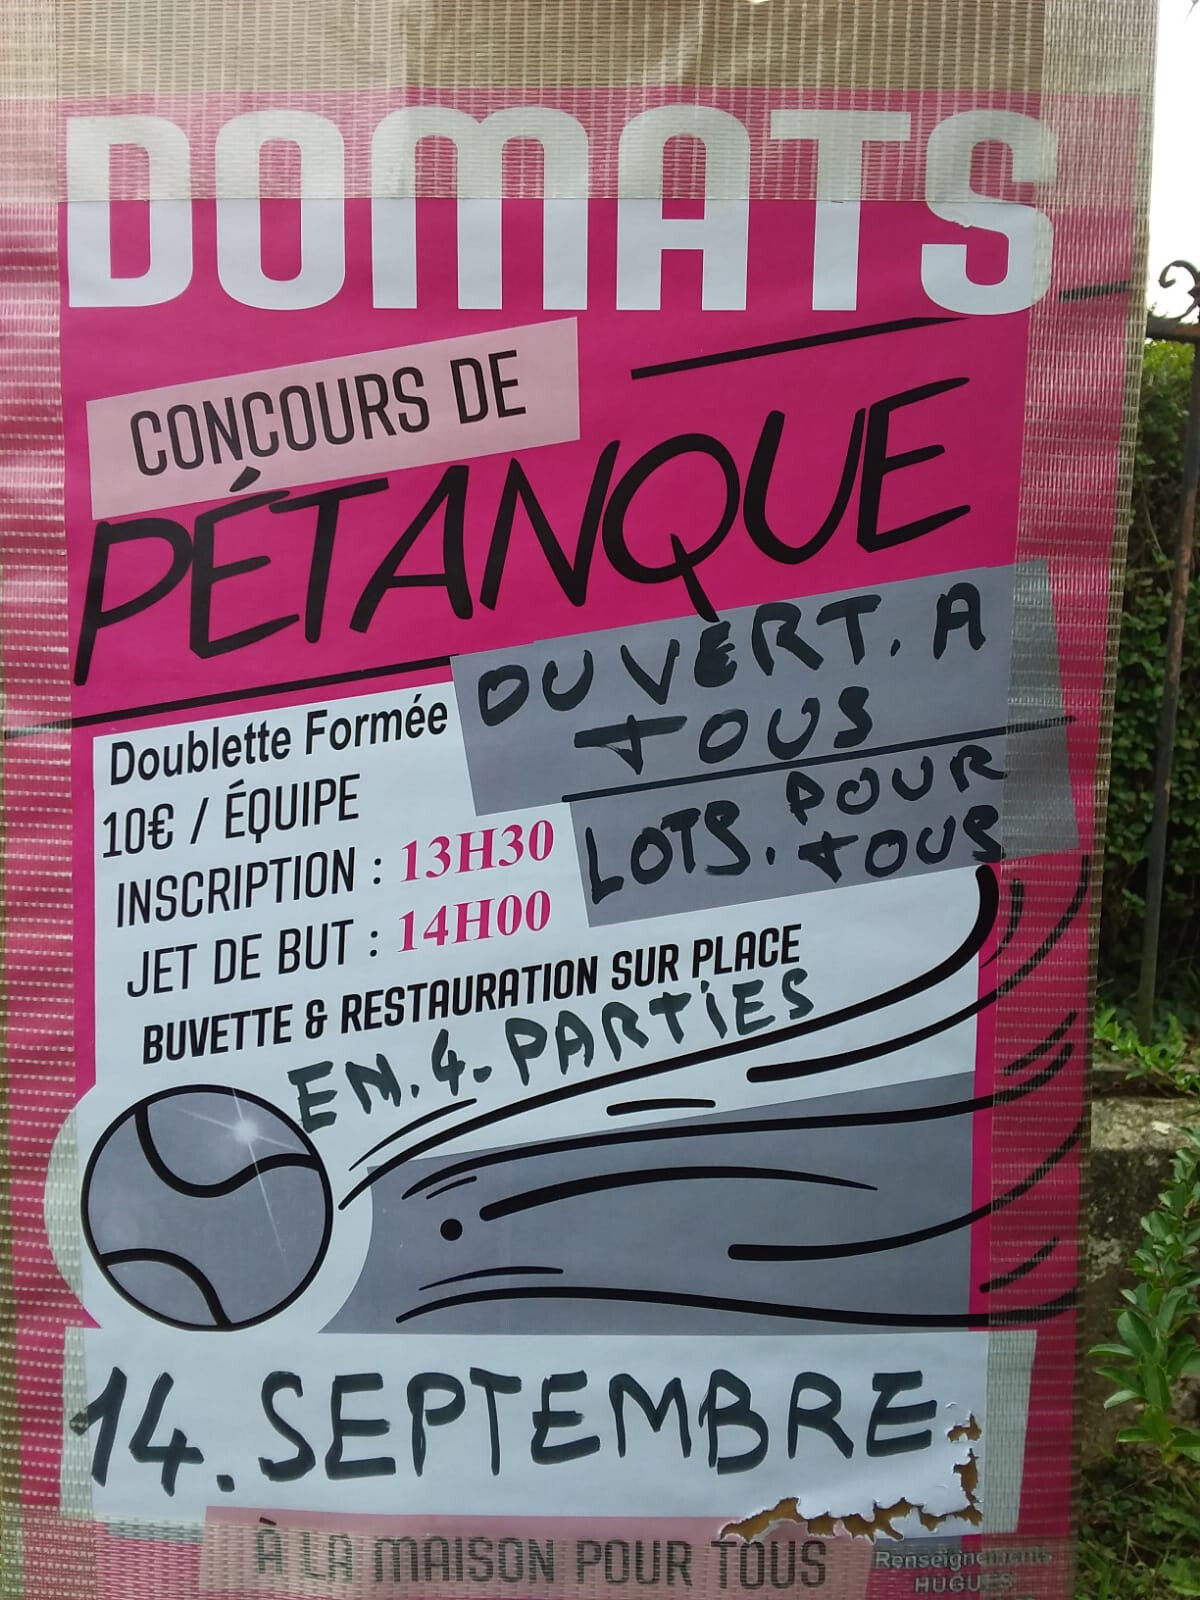 DOMATS
CONCOURS DE
PÉTANQUE
OUVERT. A
TOUS
LOTS. POUR
TOUS
Doublette Formée
10€ / ÉQUIPE
INSCRIPTION : 13H30
JET DE BUT : 14H00
BUVETTE & RESTAURATION SUR PLACE
EN. 4. PARTIES
14. SEPTEMBRE
À LA MAISON POUR TOUS
Renseignements
HUGUES